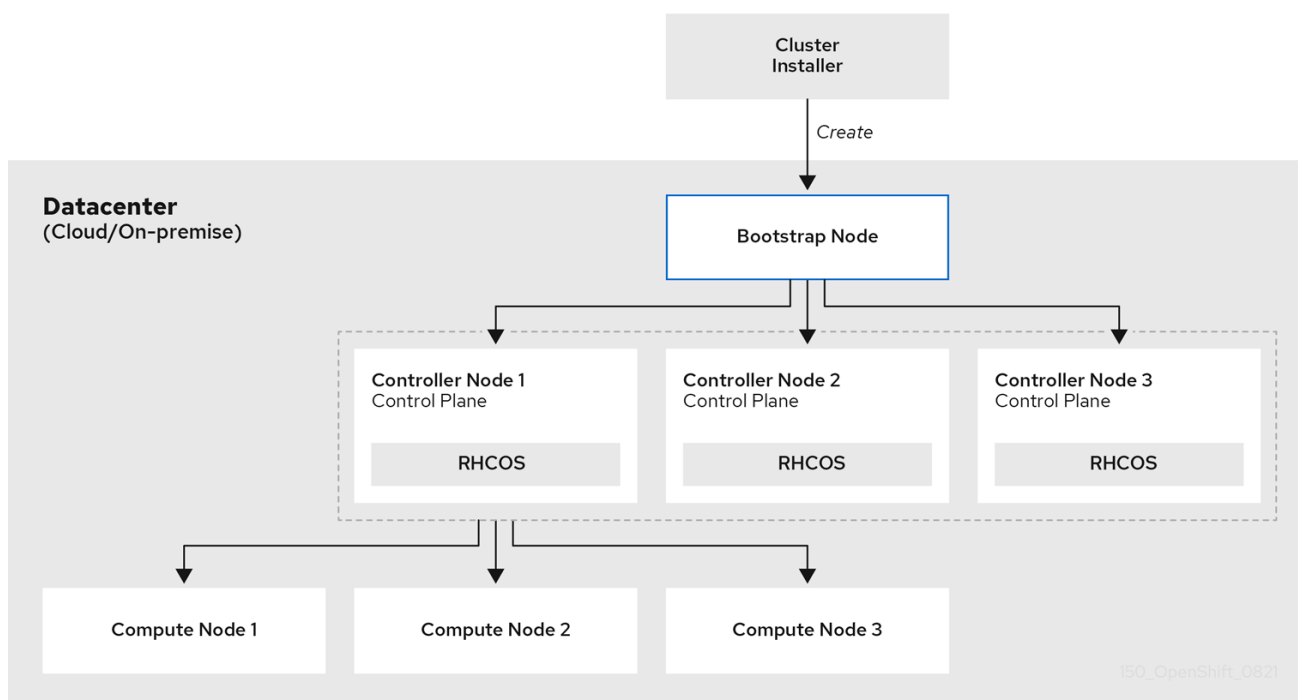 Cluster
Installer
Create
Datacenter
(Cloud/On-premise)
Bootstrap Node
Controller Node 1
Control Plane
RHCOS
Controller Node 2
Control Plane
RHCOS
Controller Node 3
Control Plane
RHCOS
Compute Node 1
Compute Node 2
Compute Node 3
150_OpenShift_0821